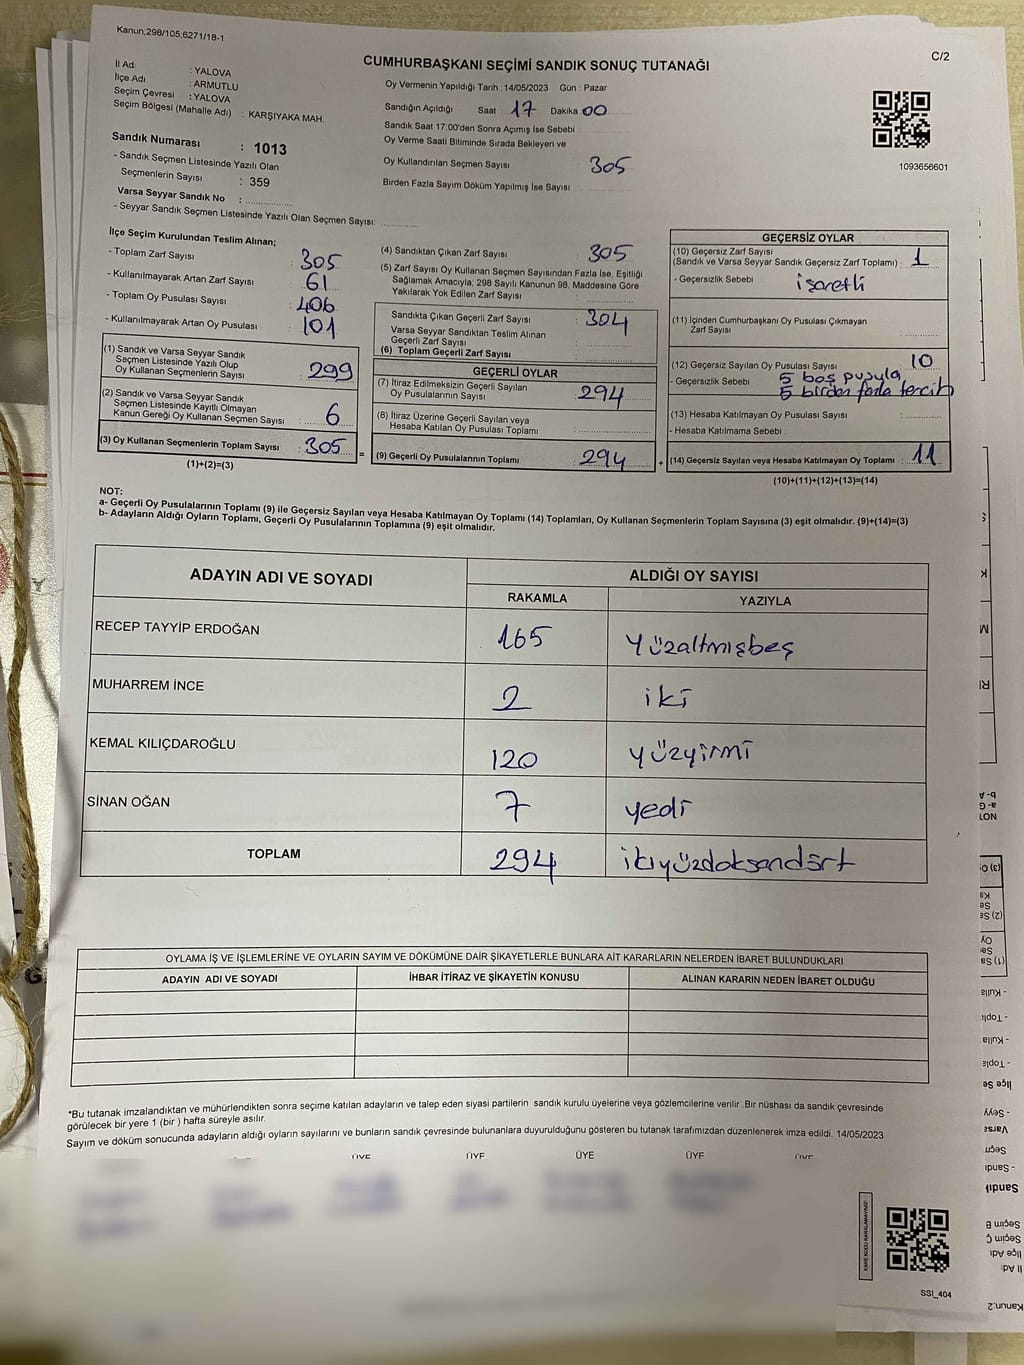 Kanun;298/105,6271/18-1
C/2
CUMHURBAŞKANI SEÇİMİ SANDIK SONUÇ TUTANAĞI
İl Adı : YALOVA
İlçe Adı : ARMUTLU
Seçim Çevresi : YALOVA
Seçim Bölgesi (Mahalle Adı) : KARŞIYAKA MAH.
Sandık Numarası : 1013
- Sandık Seçmen Listesinde Yazılı Olan
Seçmenlerin Sayısı : 359
Varsa Seyyar Sandık No :
- Seyyar Sandık Seçmen Listesinde Yazılı Olan Seçmen Sayısı:
Oy Vermenin Yapıldığı Tarih : 14/05/2023 Gün : Pazar
Sandığın Açıldığı Saat 17 Dakika 00
Sandık Saat 17:00'den Sonra Açımış İse Sebebi
Oy Verme Saati Bitiminde Sırada Bekleyen ve
Oy Kullandırılan Seçmen Sayısı 305
Birden Fazla Sayım Döküm Yapılmış İse Sayısı
1093656601
İlçe Seçim Kurulundan Teslim Alınan;
- Toplam Zarf Sayısı : 305
- Kullanılmayarak Artan Zarf Sayısı : 61
- Toplam Oy Pusulası Sayısı : 406
- Kullanılmayarak Artan Oy Pusulası : 101
(1) Sandık ve Varsa Seyyar Sandık
Seçmen Listesinde Yazılı Olup
Oy Kullanan Seçmenlerin Sayısı : 299
(2) Sandık ve Varsa Seyyar Sandık
Seçmen Listesinde Kayıtlı Olmayan
Kanun Gereği Oy Kullanan Seçmen Sayısı : 6
(3) Oy Kullanan Seçmenlerin Toplam Sayısı : 305
(1)+(2)=(3)
(4) Sandıktan Çıkan Zarf Sayısı : 305
(5) Zarf Sayısı Oy Kullanan Seçmen Sayısından Fazla İse, Eşitliği
Sağlamak Amacıyla; 298 Sayılı Kanunun 98. Maddesine Göre
Yakılarak Yok Edilen Zarf Sayısı :
Sandıkta Çıkan Geçerli Zarf Sayısı : 304
Varsa Seyyar Sandıktan Teslim Alınan
Geçerli Zarf Sayısı :
(6) Toplam Geçerli Zarf Sayısı
GEÇERLİ OYLAR
(7) İtiraz Edilmeksizin Geçerli Sayılan
Oy Pusulalarının Sayısı : 294
(8) İtiraz Üzerine Geçerli Sayılan veya
Hesaba Katılan Oy Pusulası Toplamı :
= (9) Geçerli Oy Pusulalarının Toplamı : 294
GEÇERSİZ OYLAR
(10) Geçersiz Zarf Sayısı
(Sandık ve Varsa Seyyar Sandık Geçersiz Zarf Toplamı) : 1
- Geçersizlik Sebebi : işaretli
(11) İçinden Cumhurbaşkanı Oy Pusulası Çıkmayan
Zarf Sayısı :
(12) Geçersiz Sayılan Oy Pusulası Sayısı : 10
- Geçersizlik Sebebi 5 boş pusula
5 birden fazla tercih
(13) Hesaba Katılmayan Oy Pusulası Sayısı :
- Hesaba Katılmama Sebebi
+ (14) Geçersiz Sayılan veya Hesaba Katılmayan Oy Toplamı : 11
(10)+(11)+(12)+(13)=(14)
NOT:
a- Geçerli Oy Pusulalarının Toplamı (9) ile Geçersiz Sayılan veya Hesaba Katılmayan Oy Toplamı (14) Toplamları, Oy Kullanan Seçmenlerin Toplam Sayısına (3) eşit olmalıdır. (9)+(14)=(3)
b- Adayların Aldığı Oyların Toplamı, Geçerli Oy Pusulalarının Toplamına (9) eşit olmalıdır.
ADAYIN ADI VE SOYADI
ALDIĞI OY SAYISI
RAKAMLA YAZIYLA
RECEP TAYYİP ERDOĞAN 165 Yüzaltmışbeş
MUHARREM İNCE 2 iki
KEMAL KILIÇDAROĞLU 120 yüzyirmi
SİNAN OĞAN 7 yedi
TOPLAM 294 ikiyüzdoksandört
OYLAMA İŞ VE İŞLEMLERİNE VE OYLARIN SAYIM VE DÖKÜMÜNE DAİR ŞİKAYETLERLE BUNLARA AİT KARARLARIN NELERDEN İBARET BULUNDUKLARI
ADAYIN ADI VE SOYADI İHBAR İTİRAZ VE ŞİKAYETİN KONUSU ALINAN KARARIN NEDEN İBARET OLDUĞU
*Bu tutanak imzalandıktan ve mühürlendikten sonra seçime katılan adayların ve talep eden siyasi partilerin sandık kurulu üyelerine veya gözlemcilerine verilir .Bir nüshası da sandık çevresinde
görülecek bir yere 1 (bir ) hafta süreyle asılır.
Sayım ve döküm sonucunda adayların aldığı oyların sayılarını ve bunların sandık çevresinde bulunanlara duyurulduğunu gösteren bu tutanak tarafımızdan düzenlenerek imza edildi. 14/05/2023
ÜYE ÜYE ÜYE ÜYE ÜYE
KARE KODU KARALAMAYINIZ!
SSI_404